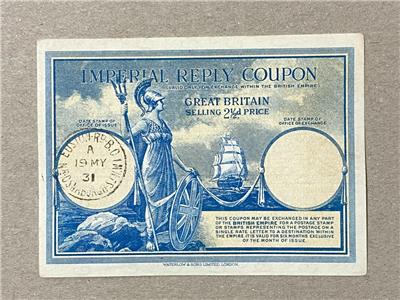 IMPERIAL REPLY COUPON
(VALID ONLY FOR EXCHANGE WITHIN THE BRITISH EMPIRE)
GREAT BRITAIN
SELLING 2½d PRICE
DATE STAMP
OF OFFICE OF ISSUE
DATE STAMP
OF OFFICE OF EXCHANGE
A
19 MY
31
THIS COUPON MAY BE EXCHANGED IN ANY PART
OF THE BRITISH EMPIRE FOR A POSTAGE STAMP
OR STAMPS REPRESENTING THE POSTAGE ON A
SINGLE RATE LETTER TO A DESTINATION WITHIN
THE EMPIRE. IT IS VALID FOR SIX MONTHS EXCLUSIVE
OF THE MONTH OF ISSUE.
WATERLOW & SONS LIMITED, LONDON.